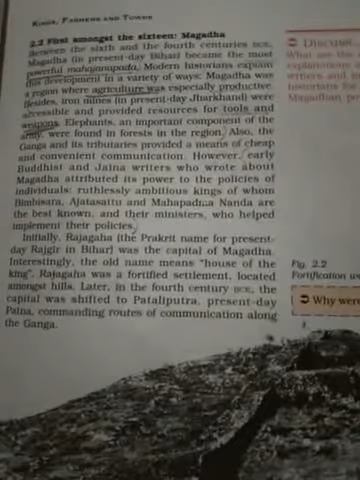 KINGS, FARMERS AND TOWNS
2.2 First amongst the sixteen: Magadha
Between the sixth and the fourth centuries BCE,
Magadha (in present-day Bihar) became the most
powerful mahajanapada. Modern historians explain
this development in a variety of ways: Magadha was
a region where agriculture was especially productive.
Besides, iron mines (in present-day Jharkhand) were
accessible and provided resources for tools and
weapons. Elephants, an important component of the
army, were found in forests in the region. Also, the
Ganga and its tributaries provided a means of cheap
and convenient communication. However, early
Buddhist and Jaina writers who wrote about
Magadha attributed its power to the policies of
individuals: ruthlessly ambitious kings of whom
Bimbisara, Ajatasattu and Mahapadma Nanda are
the best known, and their ministers, who helped
implement their policies.
Initially, Rajagaha (the Prakrit name for present-
day Rajgir in Bihar) was the capital of Magadha.
Interestingly, the old name means "house of the
king". Rajagaha was a fortified settlement, located
amongst hills. Later, in the fourth century BCE, the
capital was shifted to Pataliputra, present-day
Patna, commanding routes of communication along
the Ganga.
What are the
explanations
writers and
historians for
Magadhan
Fig. 2.2
Fortification
Why were